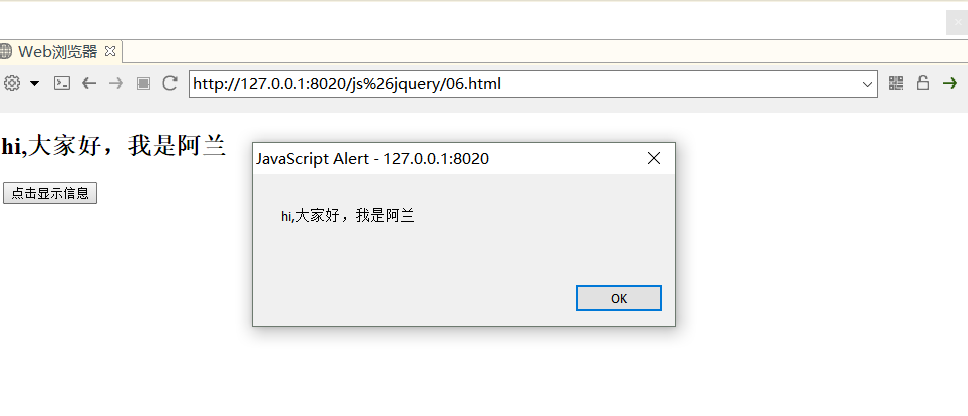 Web浏览器
http://127.0.0.1:8020/js%26jquery/06.html
hi,大家好，我是阿兰
点击显示信息
JavaScript Alert - 127.0.0.1:8020
hi,大家好，我是阿兰
OK